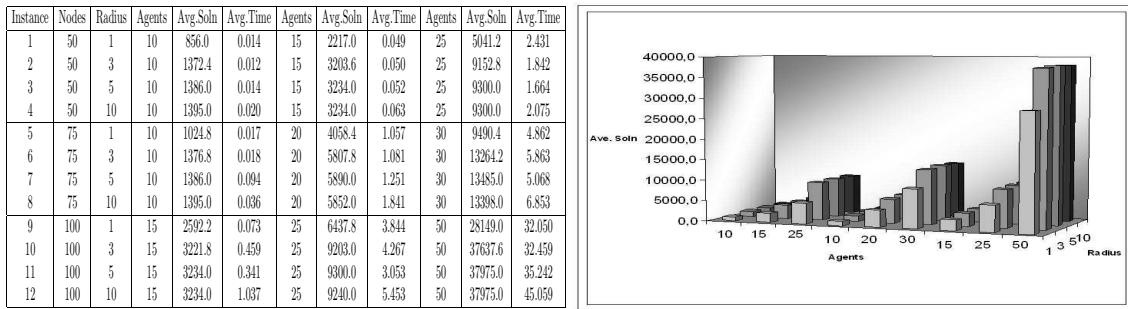 Instance Nodes Radius Agents Avg.Soln Avg.Time Agents Avg.Soln Avg.Time Agents Avg.Soln Avg.Time
1 50 1 10 856.0 0.014 15 2217.0 0.049 25 5041.2 2.431
2 50 3 10 1372.4 0.012 15 3203.6 0.050 25 9152.8 1.842
3 50 5 10 1386.0 0.014 15 3234.0 0.052 25 9300.0 1.664
4 50 10 10 1395.0 0.020 15 3234.0 0.063 25 9300.0 2.075
5 75 1 10 1024.8 0.017 20 4058.4 1.057 30 9490.4 4.862
6 75 3 10 1376.8 0.018 20 5807.8 1.081 30 13264.2 5.863
7 75 5 10 1386.0 0.094 20 5890.0 1.251 30 13485.0 5.068
8 75 10 10 1395.0 0.036 20 5852.0 1.841 30 13398.0 6.853
9 100 1 15 2592.2 0.073 25 6437.8 3.844 50 28149.0 32.050
10 100 3 15 3221.8 0.459 25 9203.0 4.267 50 37637.6 32.459
11 100 5 15 3234.0 0.341 25 9300.0 3.053 50 37975.0 35.242
12 100 10 15 3234.0 1.037 25 9240.0 5.453 50 37975.0 45.059
40000,0
35000,0
30000,0
25000,0
20000,0
15000,0
10000,0
5000,0
0,0
Ave. Soln
10 15 25 10 20 30 15 25 50
Agents
1 3 5 10
Radius